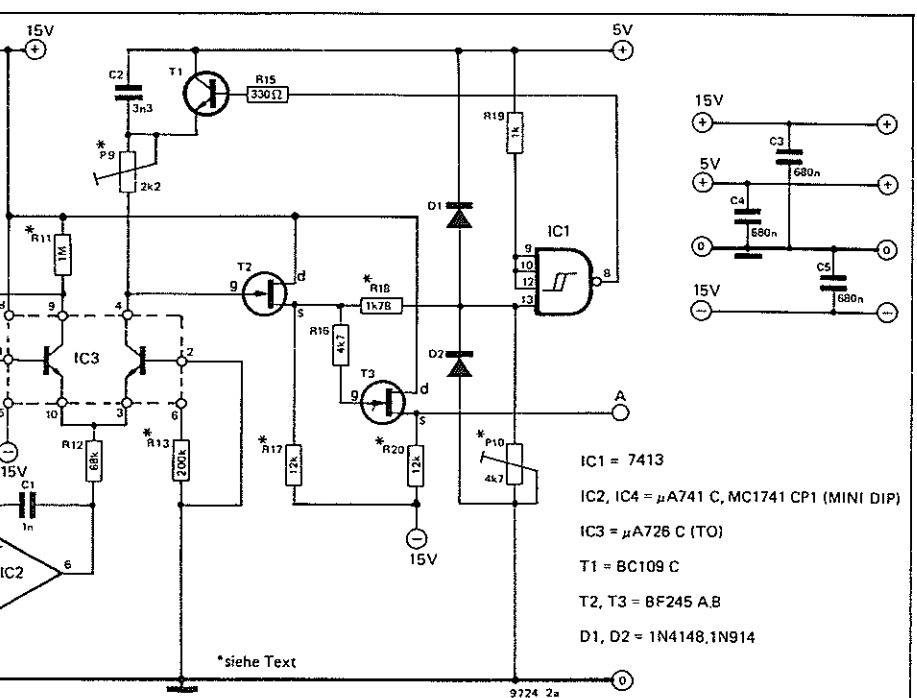 15V
+
5V
+
C2
3n3
T1
R15
330Ω
R19
1k
15V
+
+
C3
680n
5V
+
+
C4
680n
0
0
C5
680n
15V
−
−
*
P9
2k2
D1
IC1
9
10
12
13
8
*R11
1M
T2
g
d
s
*
R18
1k78
R16
4k7
8
9
4
IC3
2
D2
T3
g
d
s
A
5
10
3
6
−
15V
R12
68k
*R13
200k
*
R17
12k
*
R20
12k
*
P10
4k7
−
15V
C1
1n
IC2
6
IC1 = 7413
IC2, IC4 = μA741 C, MC1741 CP1 (MINI DIP)
IC3 = μA726 C (TO)
T1 = BC109 C
T2, T3 = BF245 A,B
D1, D2 = 1N4148,1N914
*siehe Text
9724 2a
0